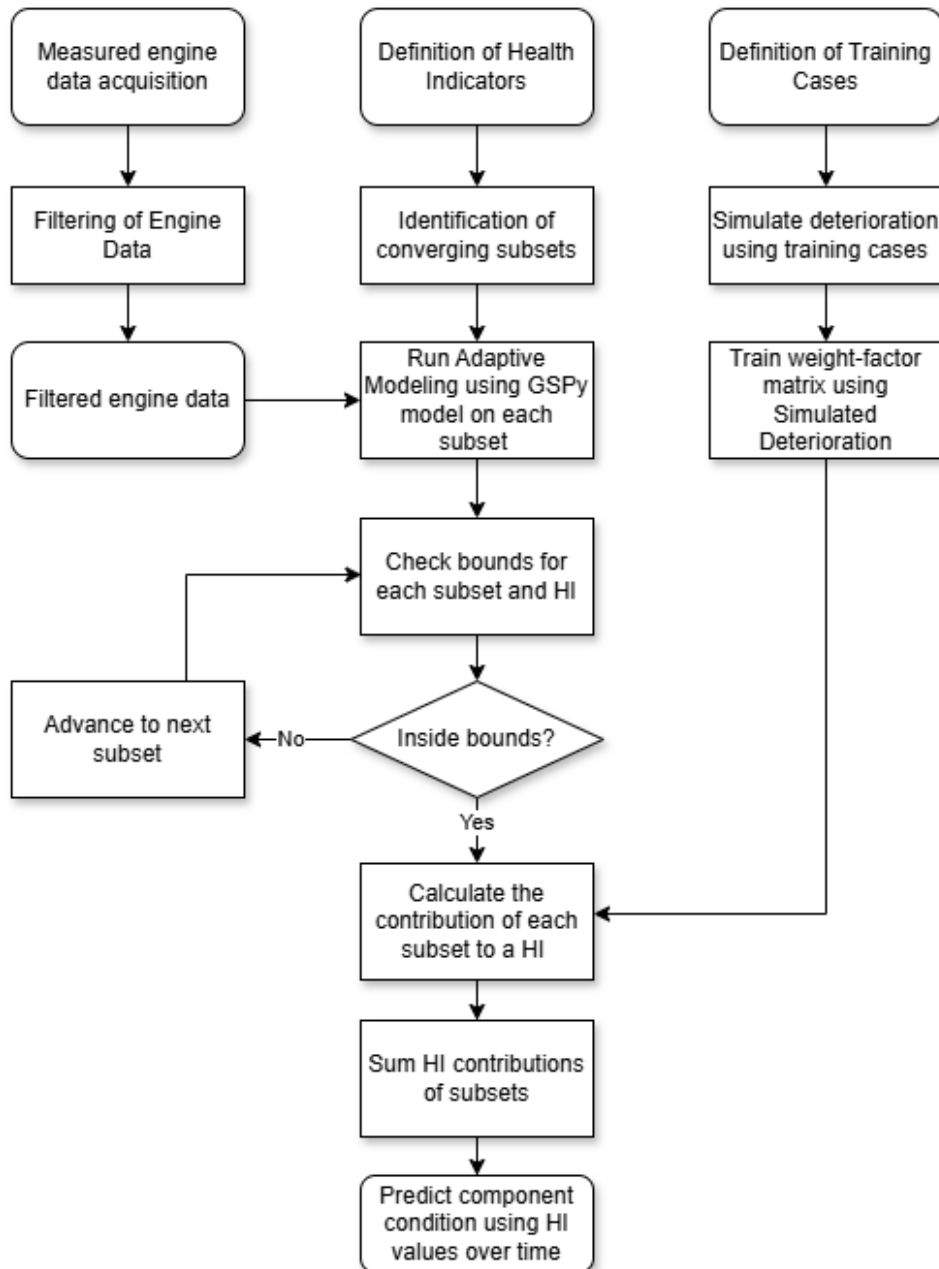 Measured engine
data acquisition
Definition of Health
Indicators
Definition of Training
Cases
Filtering of Engine
Data
Identification of
converging subsets
Simulate deterioration
using training cases
Filtered engine data
Run Adaptive
Modeling using GSPy
model on each
subset
Train weight-factor
matrix using
Simulated
Deterioration
Check bounds for
each subset and HI
Advance to next
subset
No
Inside bounds?
Yes
Calculate the
contribution of each
subset to a HI
Sum HI contributions
of subsets
Predict component
condition using HI
values over time